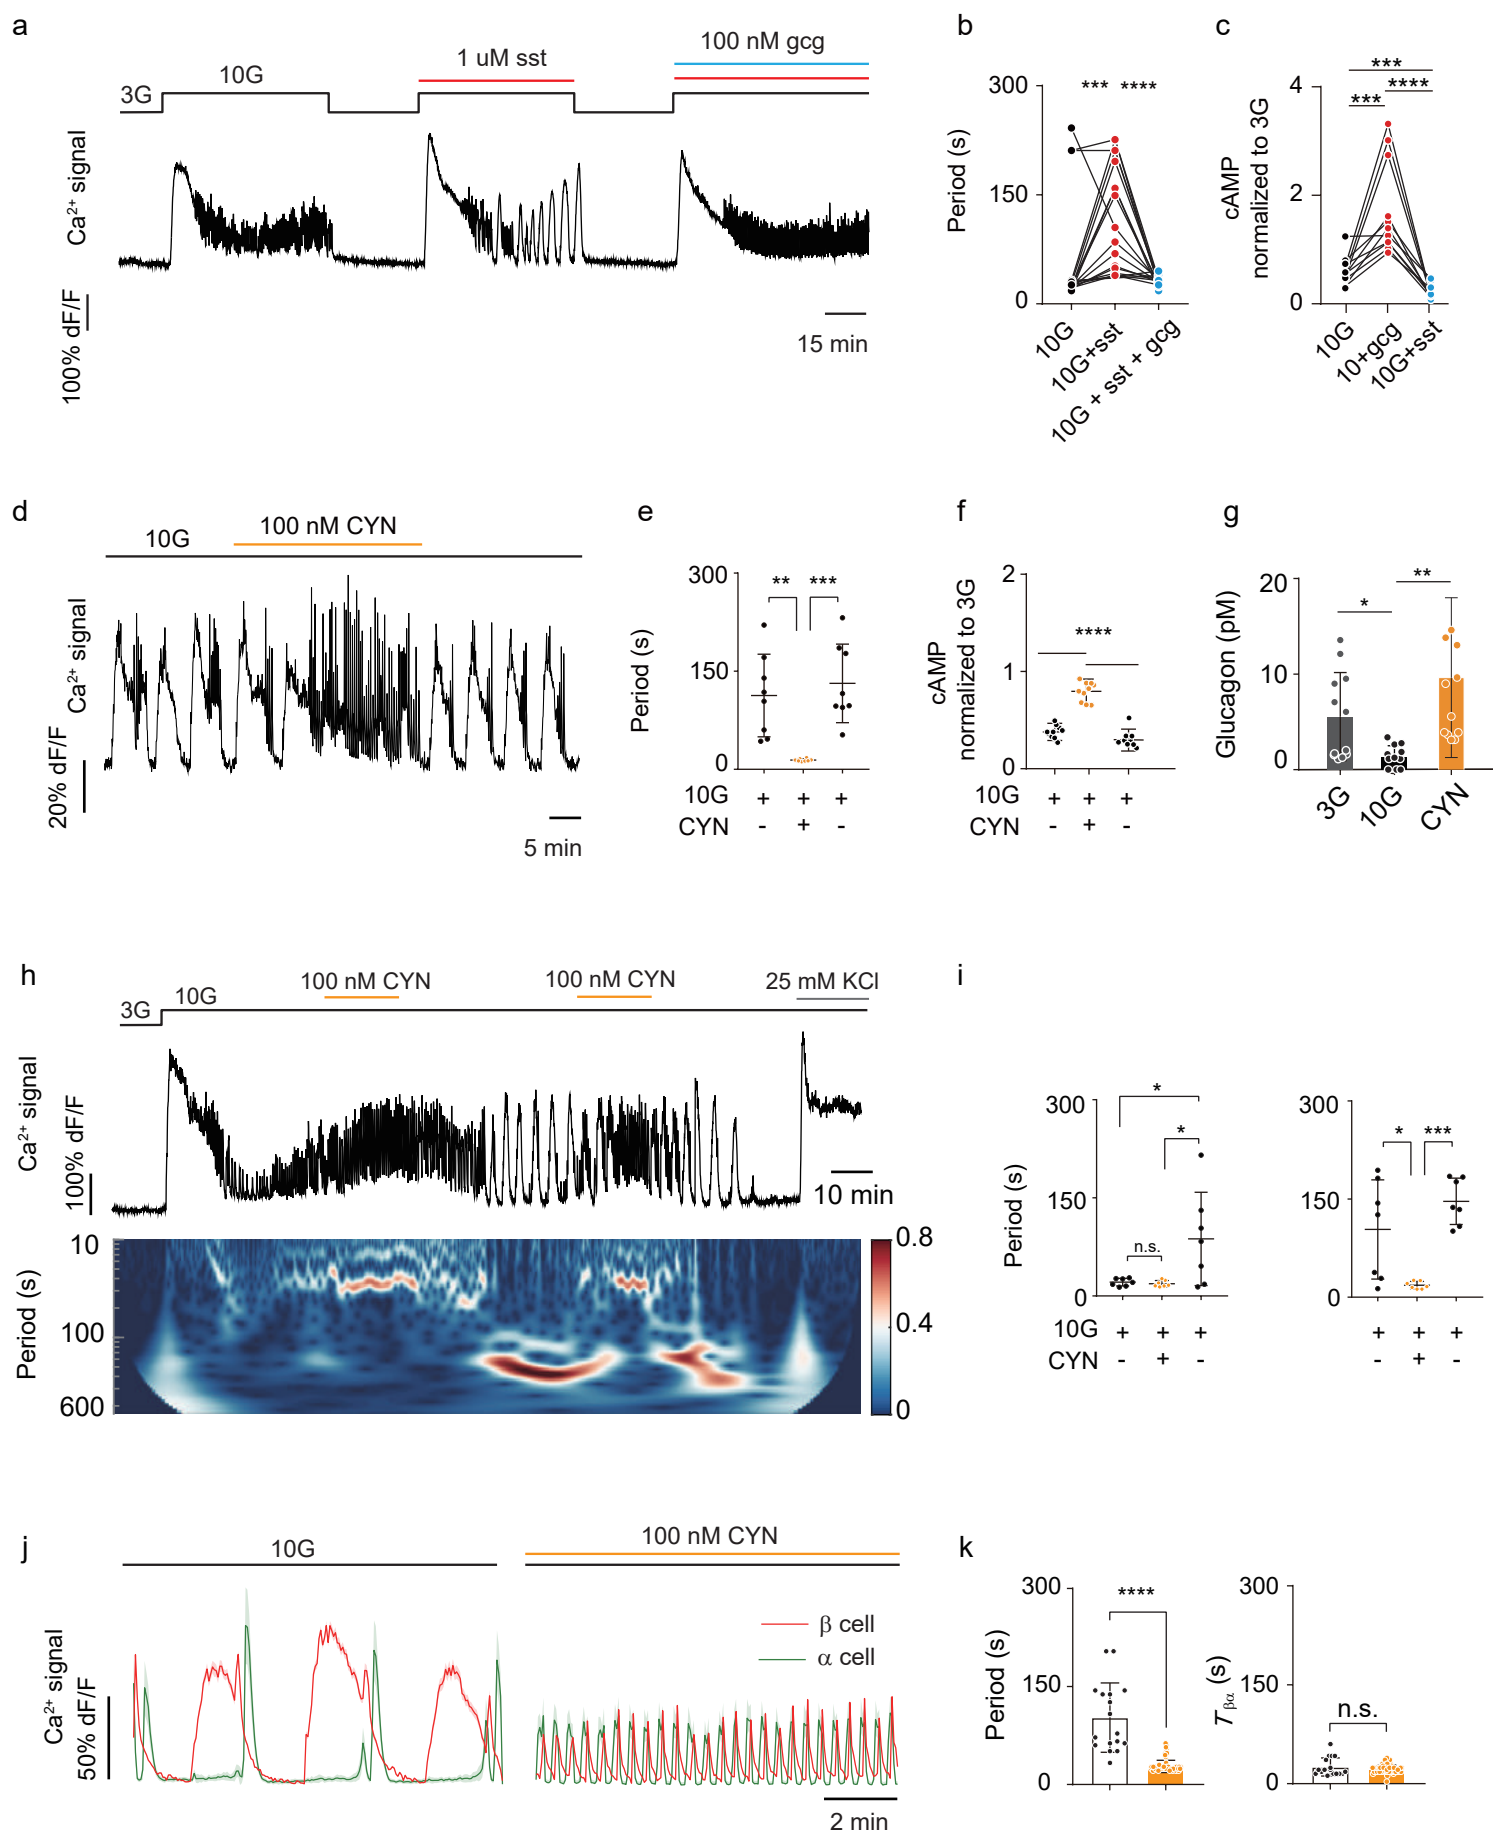 a
3G
10G
1 uM sst
100 nM gcg
Ca²⁺ signal
100% dF/F
15 min
b
*** ****
300
150
0
Period (s)
10G
10G+sst
10G + sst + gcg
c
***
****
***
4
2
0
cAMP
normalized to 3G
10G
10+gcg
10G+sst
d
10G
100 nM CYN
Ca²⁺ signal
20% dF/F
5 min
e
300
150
0
Period (s)
** ***
10G + + +
CYN - + -
f
2
1
0
cAMP
normalized to 3G
****
10G + + +
CYN - + -
g
20
10
0
Glucagon (pM)
* **
3G
10G
CYN
h
3G
10G
100 nM CYN
100 nM CYN
25 mM KCl
Ca²⁺ signal
100% dF/F
10 min
Period (s)
10
100
600
0.8
0.4
0
i
300
150
0
Period (s)
*
*
n.s.
10G + + +
CYN - + -
300
150
0
* ***
+ + +
- + -
j
10G
100 nM CYN
Ca²⁺ signal
50% dF/F
β cell
α cell
2 min
k
300
150
0
Period (s)
****
300
150
0
Tβα (s)
n.s.